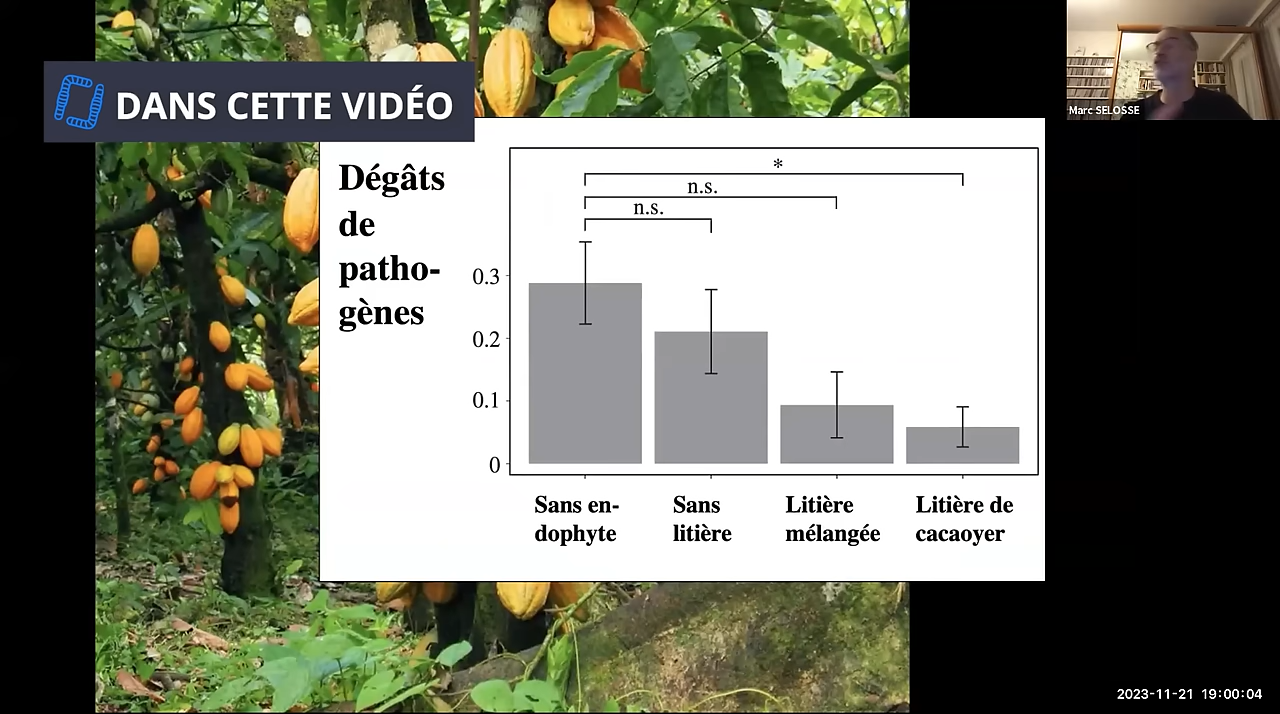 DANS CETTE VIDÉO
Marc SELOSSE
Dégâts
de
patho-
gènes
*
n.s.
n.s.
0.3
0.2
0.1
0
Sans en-
dophyte
Sans
litière
Litière
mélangée
Litière de
cacaoyer
2023-11-21 19:00:04